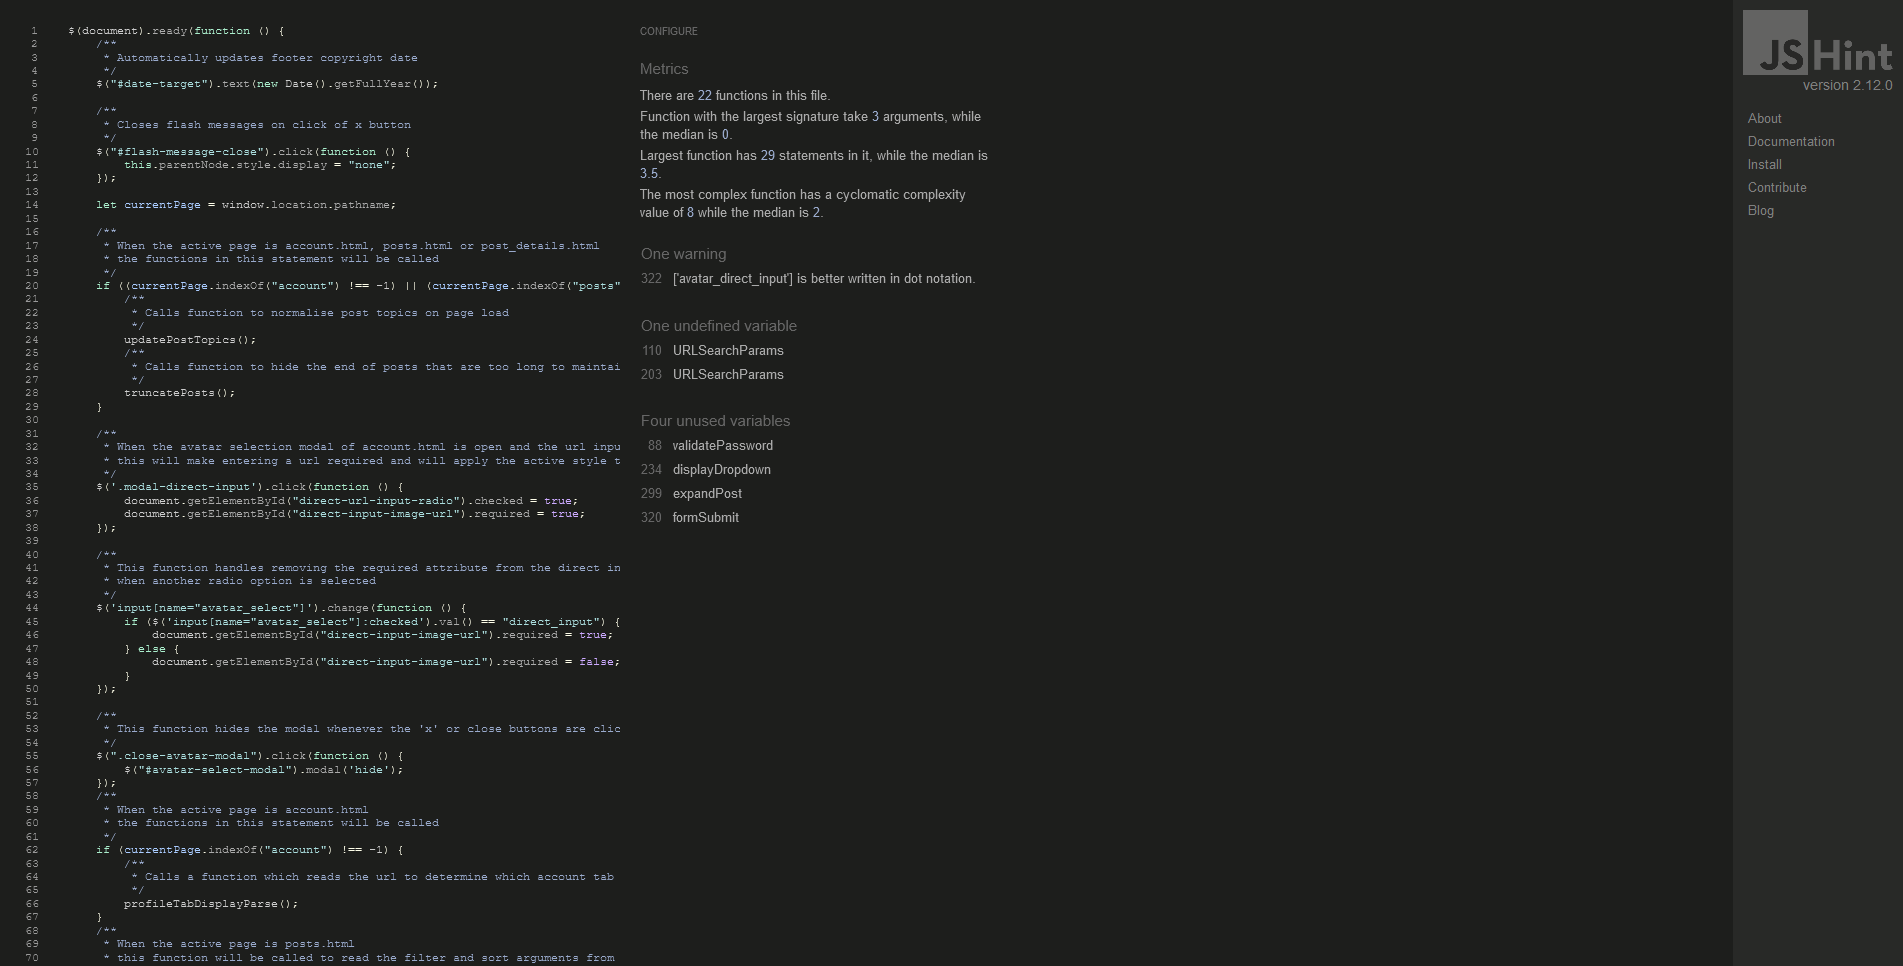 1 $(document).ready(function () {
2 /**
3 * Automatically updates footer copyright date
4 */
5 $("#date-target").text(new Date().getFullYear());
6
7 /**
8 * Closes flash messages on click of x button
9 */
10 $("#flash-message-close").click(function () {
11 this.parentNode.style.display = "none";
12 });
13
14 let currentPage = window.location.pathname;
15
16 /**
17 * When the active page is account.html, posts.html or post_details.html
18 * the functions in this statement will be called
19 */
20 if ((currentPage.indexOf("account") !== -1) || (currentPage.indexOf("posts"
21 /**
22 * Calls function to normalise post topics on page load
23 */
24 updatePostTopics();
25 /**
26 * Calls function to hide the end of posts that are too long to maintai
27 */
28 truncatePosts();
29 }
30
31 /**
32 * When the avatar selection modal of account.html is open and the url inpu
33 * this will make entering a url required and will apply the active style t
34 */
35 $('.modal-direct-input').click(function () {
36 document.getElementById("direct-url-input-radio").checked = true;
37 document.getElementById("direct-input-image-url").required = true;
38 });
39
40 /**
41 * This function handles removing the required attribute from the direct in
42 * when another radio option is selected
43 */
44 $('input[name="avatar_select"]').change(function () {
45 if ($('input[name="avatar_select"]:checked').val() == "direct_input") {
46 document.getElementById("direct-input-image-url").required = true;
47 } else {
48 document.getElementById("direct-input-image-url").required = false;
49 }
50 });
51
52 /**
53 * This function hides the modal whenever the 'x' or close buttons are clic
54 */
55 $(".close-avatar-modal").click(function () {
56 $("#avatar-select-modal").modal('hide');
57 });
58 /**
59 * When the active page is account.html
60 * the functions in this statement will be called
61 */
62 if (currentPage.indexOf("account") !== -1) {
63 /**
64 * Calls a function which reads the url to determine which account tab
65 */
66 profileTabDisplayParse();
67 }
68 /**
69 * When the active page is posts.html
70 * this function will be called to read the filter and sort arguments from
CONFIGURE
Metrics
There are 22 functions in this file.
Function with the largest signature take 3 arguments, while
the median is 0.
Largest function has 29 statements in it, while the median is
3.5.
The most complex function has a cyclomatic complexity
value of 8 while the median is 2.
One warning
322 ['avatar_direct_input'] is better written in dot notation.
One undefined variable
110 URLSearchParams
203 URLSearchParams
Four unused variables
88 validatePassword
234 displayDropdown
299 expandPost
320 formSubmit
JSHint
version 2.12.0
About
Documentation
Install
Contribute
Blog